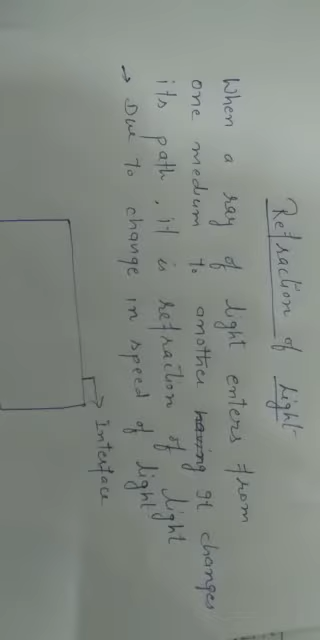 Refraction of Light
When a ray of light enters from
one medium to another having it changes
its path, it is refraction of light
→ Due to change in speed of light
Interface